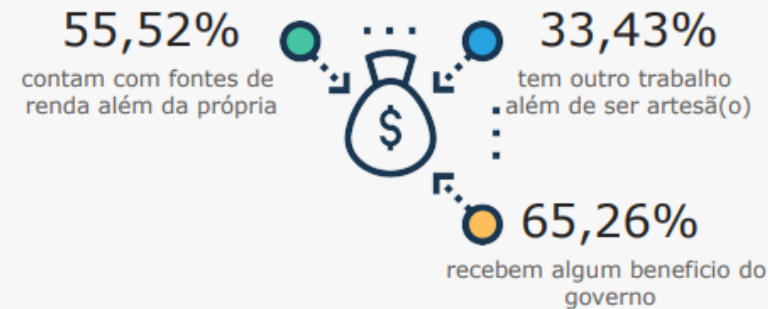 55,52%
contam com fontes de
renda além da própria
$
33,43%
tem outro trabalho
além de ser artesã(o)
65,26%
recebem algum beneficio do
governo